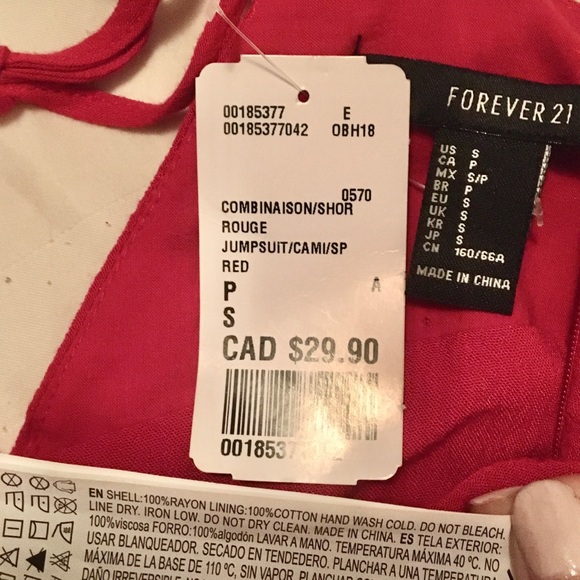 00185377 E
00185377042 OBH18
0570
COMBINAISON/SHOR
ROUGE
JUMPSUIT/CAMI/SP
RED
P A
S
CAD $29.90
FOREVER 21
US S
CA P
MX S/P
BR P
EU S
UK S
KR S
JP S
CN 160/66A
MADE IN CHINA
EN SHELL:100%RAYON LINING:100%COTTON HAND WASH COLD. DO NOT BLEACH.
LINE DRY. IRON LOW. DO NOT DRY CLEAN. MADE IN CHINA. ES TELA EXTERIOR:
100%viscosa FORRO:100%algodón LAVAR A MANO. TEMPERATURA MÁXIMA 40 ºC. NO
USAR BLANQUEADOR. SECADO EN TENDEDERO. PLANCHAR A UNA TEMPERATURA
MÁXIMA DE LA BASE DE 110 ºC, SIN VAPOR. PLANCHAR